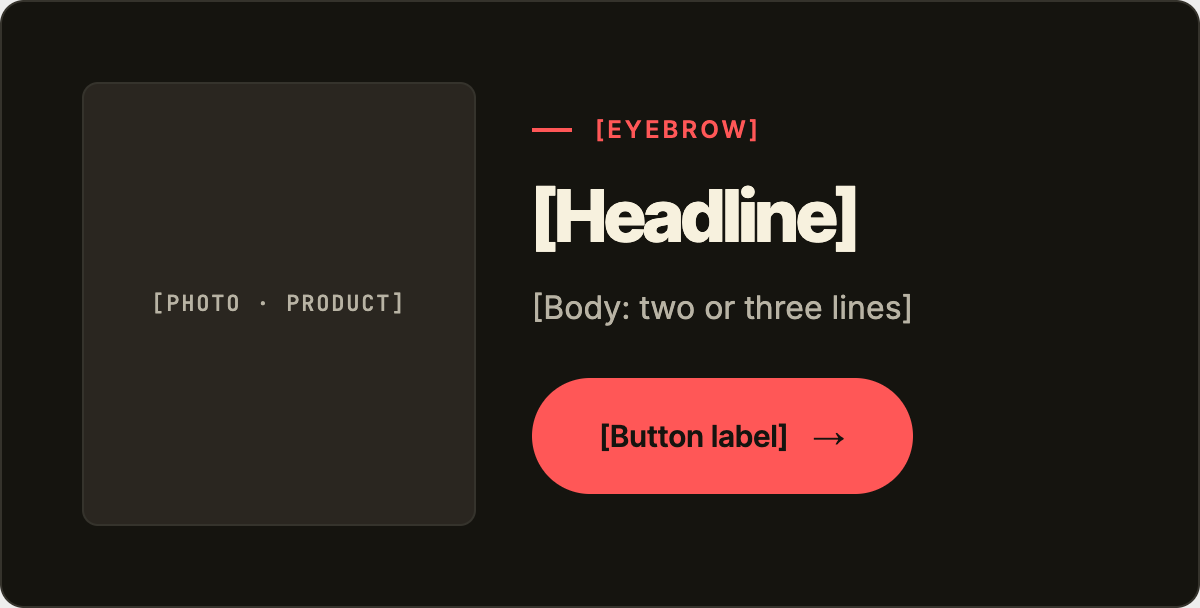 [PHOTO · PRODUCT]
[EYEBROW]
[Headline]
[Body: two or three lines]
[Button label] →